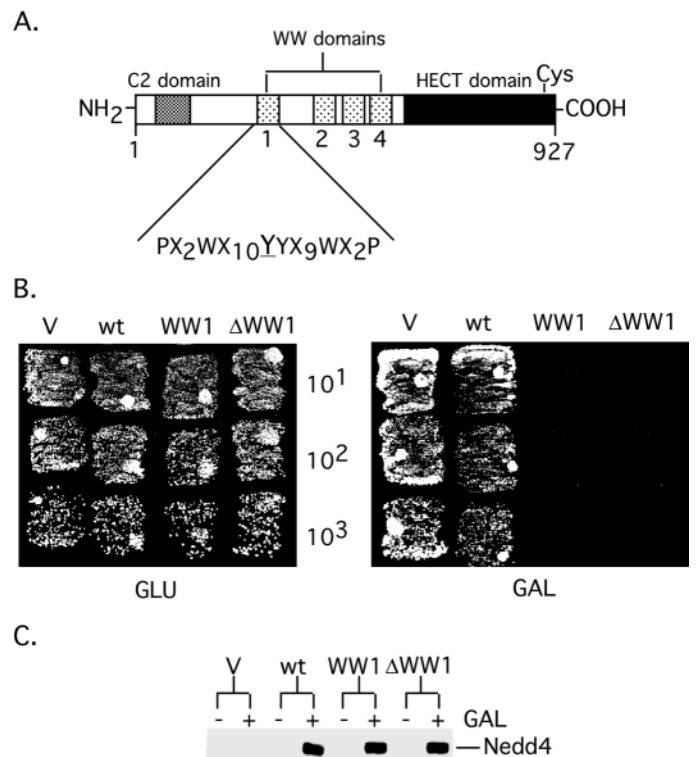 A.
WW domains
C2 domain HECT domain Cys
NH2 COOH
1 1 2 3 4 927
PX2WX10YYX9WX2P
B.
V wt WW1 ΔWW1 V wt WW1 ΔWW1
10¹
10²
10³
GLU GAL
C.
V wt WW1 ΔWW1
- + - + - + - + GAL
Nedd4